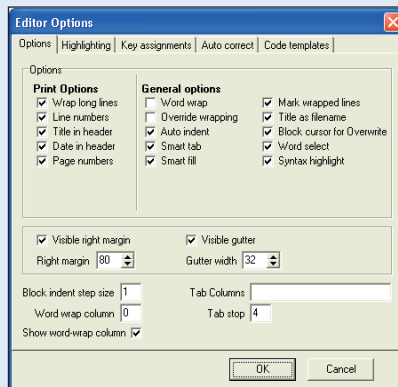 Editor Options
Options Highlighting Key assignments Auto correct Code templates
Options
Print Options General options
Wrap long lines Word wrap Mark wrapped lines
Line numbers Override wrapping Title as filename
Title in header Auto indent Block cursor for Overwrite
Date in header Smart tab Word select
Page numbers Smart fill Syntax highlight
Visible right margin Visible gutter
Right margin 80 Gutter width 32
Block indent step size 1 Tab Columns
Word wrap column 0 Tab stop 4
Show word-wrap column
OK Cancel